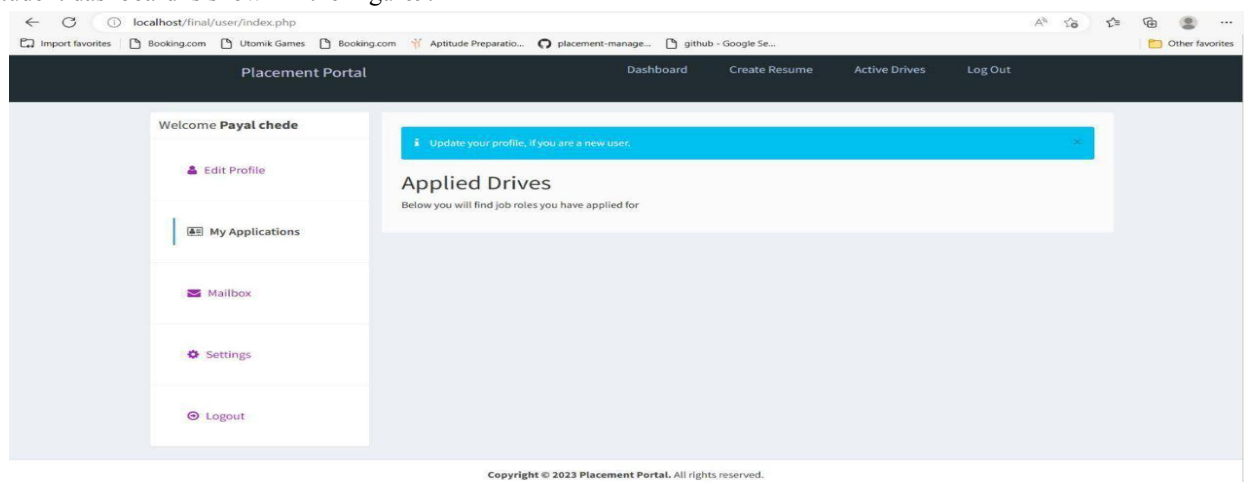 localhost/final/user/index.php
Import favorites Booking.com Utomik Games Booking.com Aptitude Preparatio... placement-manage... github - Google Se... Other favorites
Placement Portal Dashboard Create Resume Active Drives Log Out
Welcome Payal chede
Update your profile, if you are a new user.
Edit Profile
Applied Drives
Below you will find job roles you have applied for
My Applications
Mailbox
Settings
Logout
Copyright © 2023 Placement Portal. All rights reserved.